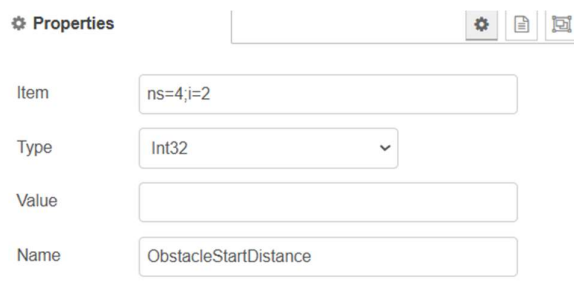 Properties
Item ns=4;i=2
Type Int32
Value
Name ObstacleStartDistance